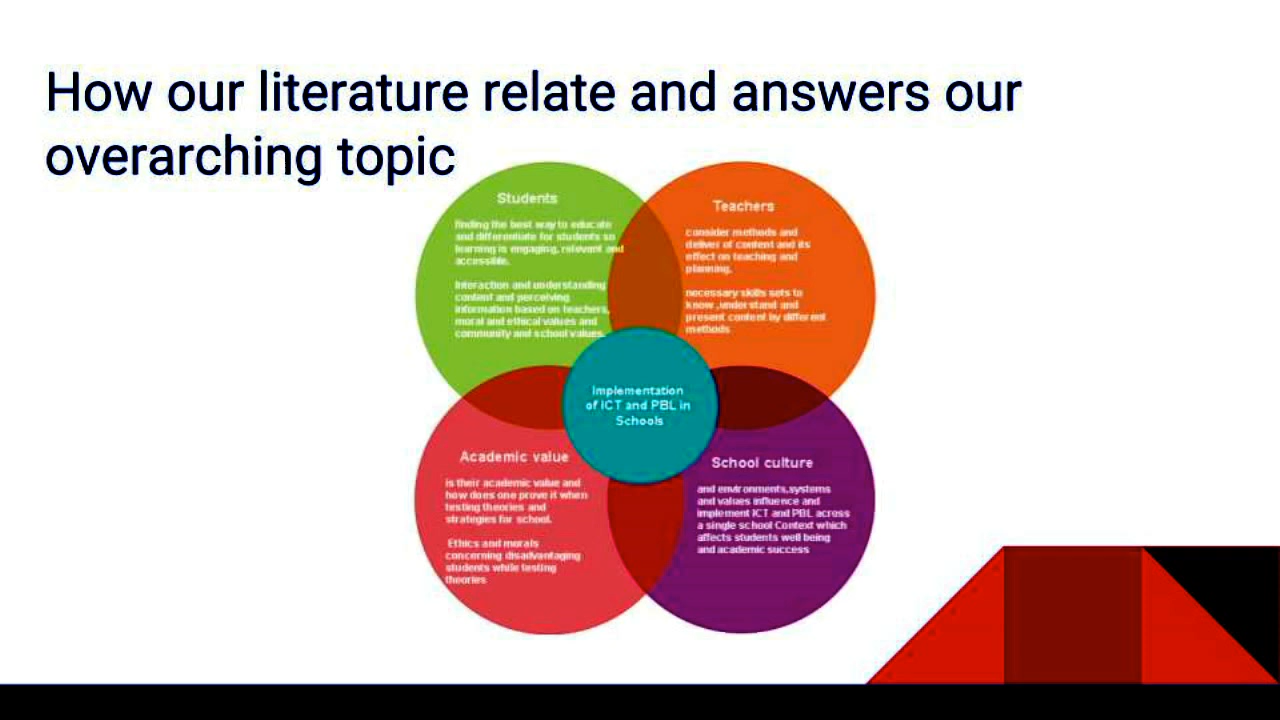 How our literature relate and answers our
overarching topic
Students
finding the best way to educate
and differentiate for students so
learning is engaging, relevant and
accessible.
Interaction and understanding
content and perceiving
information based on teachers,
moral and ethical values and
community and school values.
Teachers
consider methods and
deliver of content and its
effect on teaching and
planning.
necessary skills sets to
know ,understand and
present content by different
methods
Implementation
of ICT and PBL in
Schools
Academic value
is their academic value and
how does one prove it when
testing theories and
strategies for school.
Ethics and morals
concerning disadvantaging
students while testing
theories
School culture
and environments,systems
and values influence and
implement ICT and PBL across
a single school Context which
affects students well being
and academic success